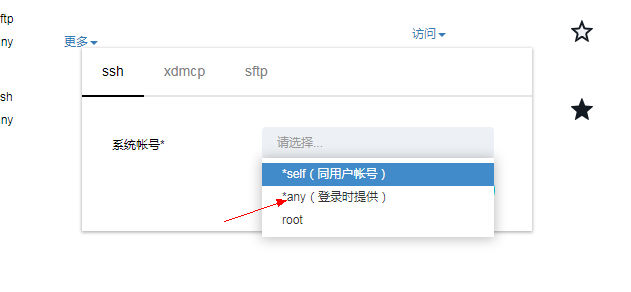 ftp
ny
更多
访问
ssh xdmcp sftp
sh
ny
系统帐号*
请选择...
*self（同用户帐号）
*any（登录时提供）
root